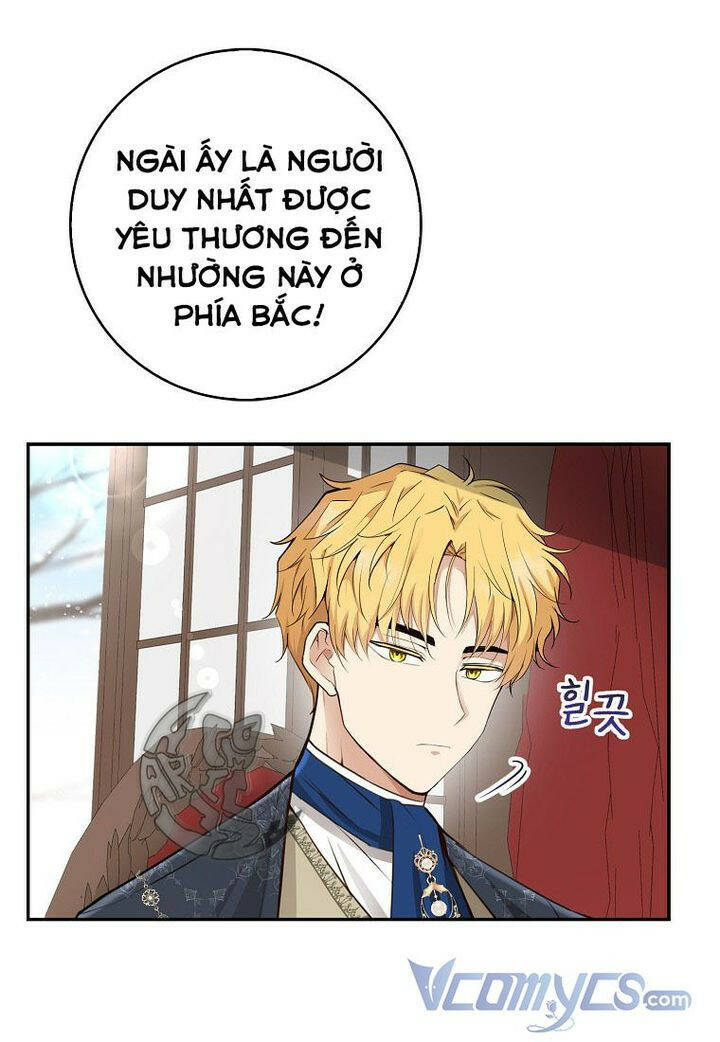 NGÀI ẤY LÀ NGƯỜI
DUY NHẤT ĐƯỢC
YÊU THƯƠNG ĐẾN
NHƯỜNG NÀY Ở
PHÍA BẮC!
힐끗
VCOMYCS.com